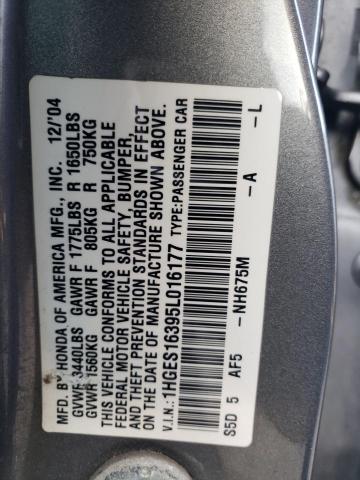 MFD. BY HONDA OF AMERICA MFG., INC. 12/'04
GVWR 3440LBS GAWR F 1775LBS R 1650LBS
GVWR 1560KG GAWR F 805KG R 750KG
THIS VEHICLE CONFORMS TO ALL APPLICABLE
FEDERAL MOTOR VEHICLE SAFETY, BUMPER,
AND THEFT PREVENTION STANDARDS IN EFFECT
ON THE DATE OF MANUFACTURE SHOWN ABOVE.
V.I.N.: 1HGES16395L016177 TYPE: PASSENGER CAR
S5D 5 AF5 -NH675M -A -L